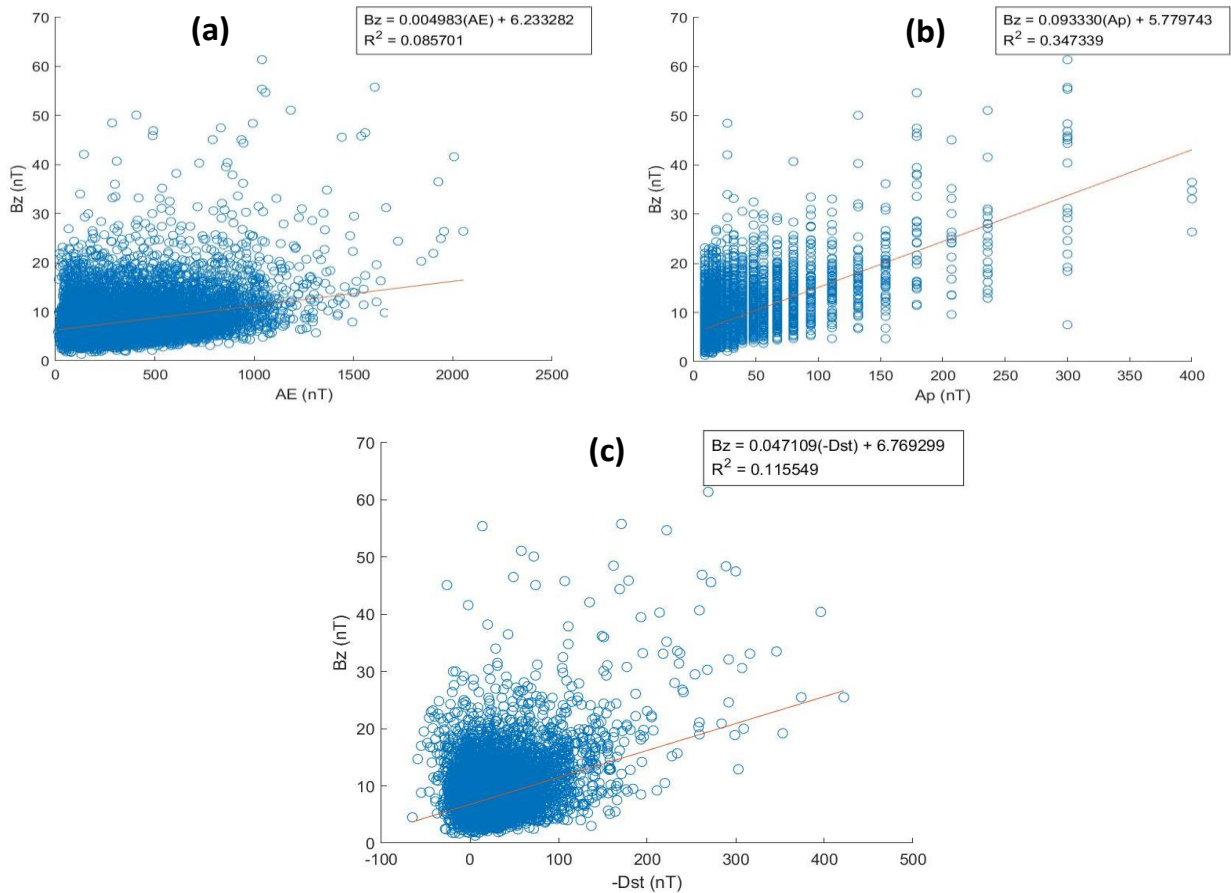 (a)
Bz = 0.004983(AE) + 6.233282
R² = 0.085701
70
60
50
40
30
20
10
0
Bz (nT)
0 500 1000 1500 2000 2500
AE (nT)
(b)
Bz = 0.093330(Ap) + 5.779743
R² = 0.347339
70
60
50
40
30
20
10
0
Bz (nT)
0 50 100 150 200 250 300 350 400
Ap (nT)
(c)
Bz = 0.047109(-Dst) + 6.769299
R² = 0.115549
70
60
50
40
30
20
10
0
Bz (nT)
-100 0 100 200 300 400 500
-Dst (nT)